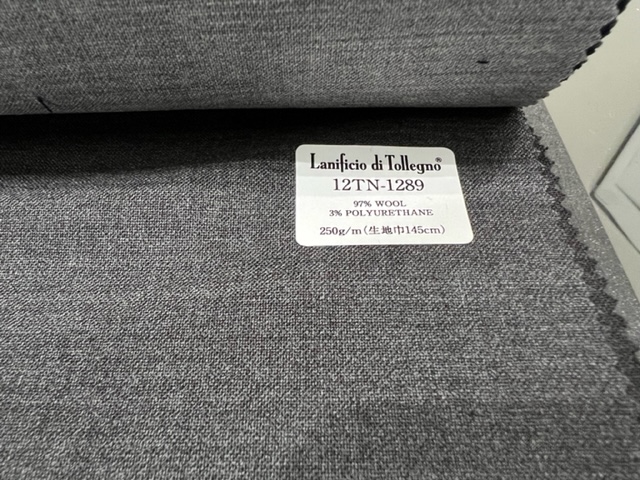 Lanificio di Tollegno®
12TN-1289
97% WOOL
3% POLYURETHANE
250g/m(生地巾145cm)